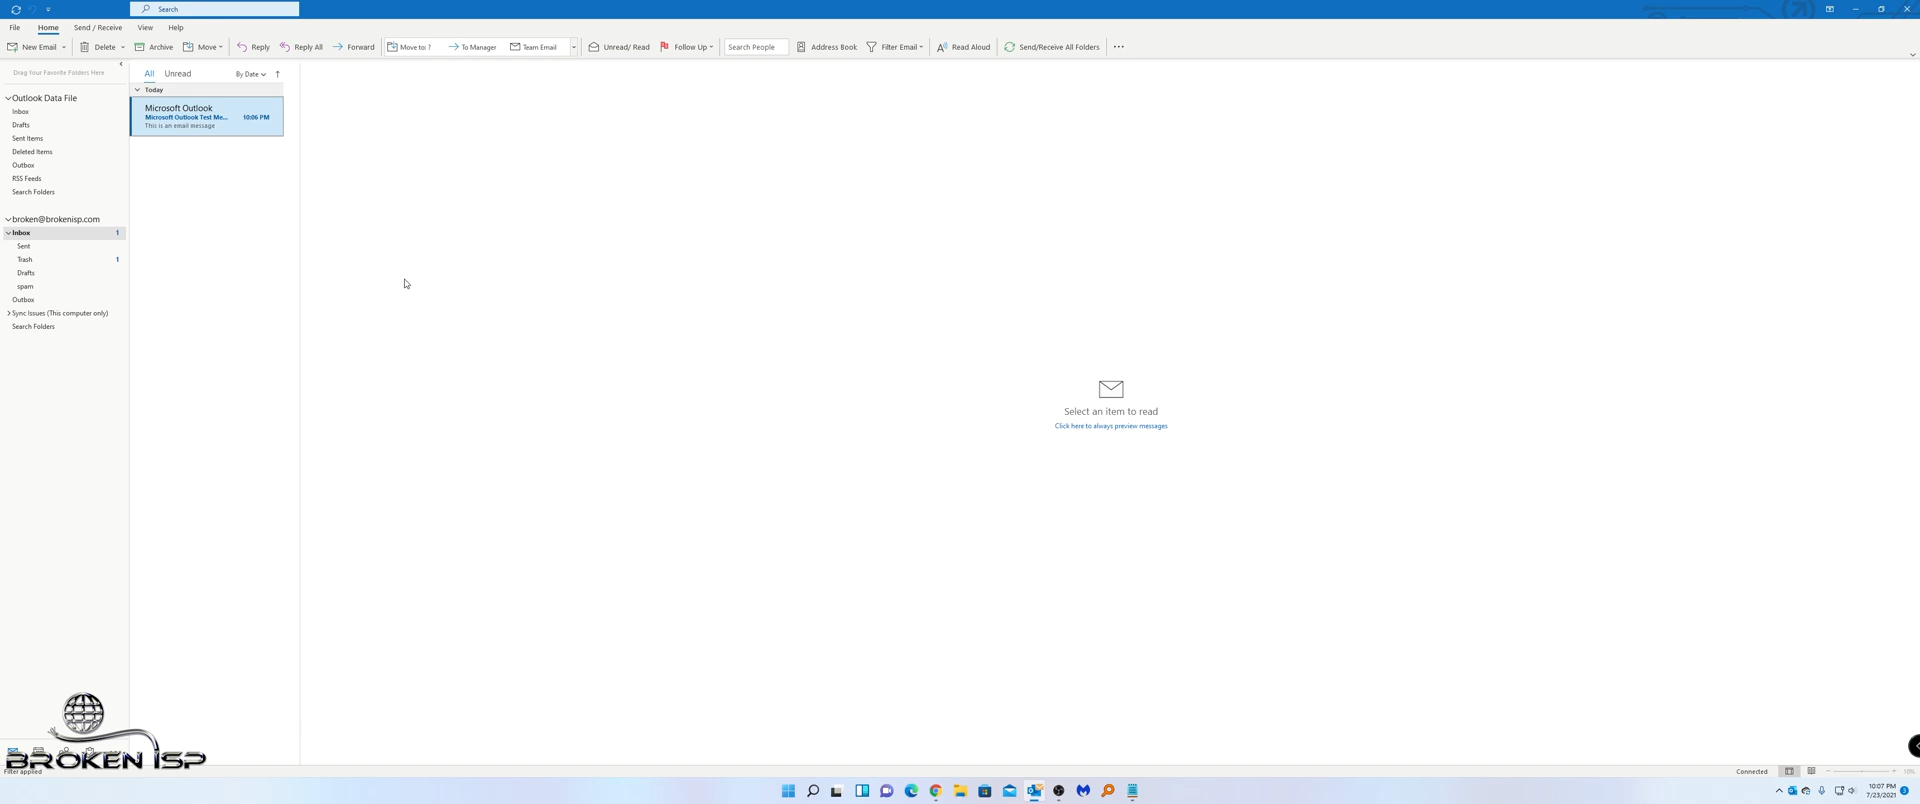 Search
File Home Send / Receive View Help
New Email Delete Archive Move Reply Reply All Forward Move to: ? To Manager Team Email Unread/ Read Follow Up Search People Address Book Filter Email Read Aloud Send/Receive All Folders ...
Drag Your Favorite Folders Here
Outlook Data File
Inbox
Drafts
Sent Items
Deleted Items
Outbox
RSS Feeds
Search Folders
broken@brokenisp.com
Inbox 1
Sent
Trash 1
Drafts
spam
Outbox
Sync Issues (This computer only)
Search Folders
All Unread By Date
Today
Microsoft Outlook
Microsoft Outlook Test Me... 10:06 PM
This is an email message
Select an item to read
Click here to always preview messages
BROKEN ISP
Filter applied
Connected
10%
10:07 PM
7/23/2021